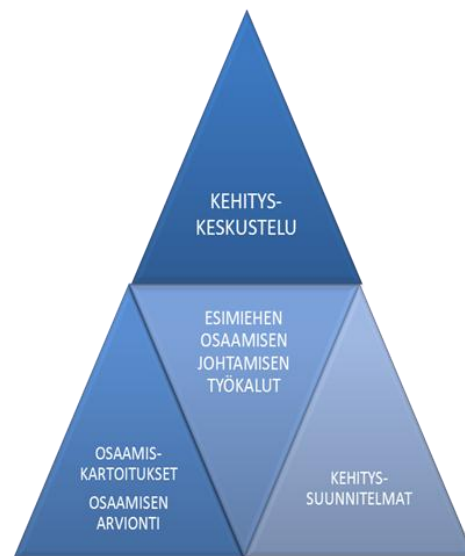 KEHITYS-
KESKUSTELU
ESIMIEHEN
OSAAMISEN
JOHTAMISEN
TYÖKALUT
OSAAMIS-
KARTOITUKSET
OSAAMISEN
ARVIONTI
KEHITYS-
SUUNNITELMAT